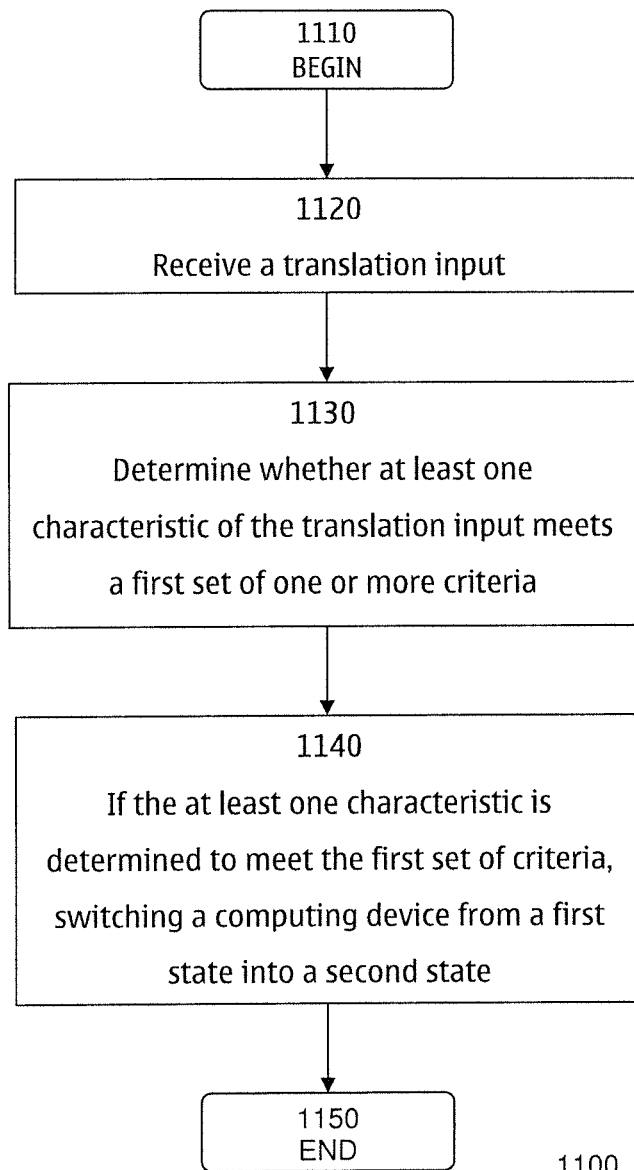 1110
BEGIN
1120
Receive a translation input
1130
Determine whether at least one
characteristic of the translation input meets
a first set of one or more criteria
1140
If the at least one characteristic is
determined to meet the first set of criteria,
switching a computing device from a first
state into a second state
1150
END
1100